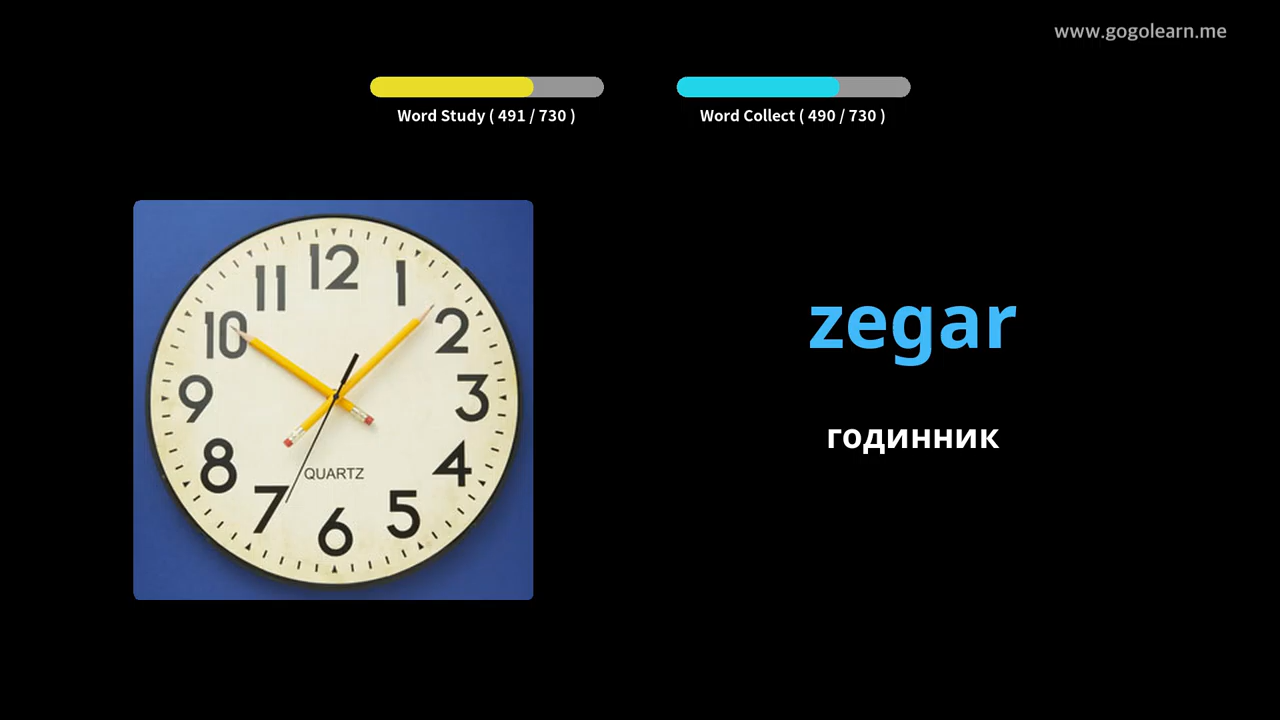 www.gogolearn.me
Word Study ( 491 / 730 )
Word Collect ( 490 / 730 )
12
11
1
10
2
9
3
8
4
QUARTZ
7
5
6
zegar
годинник